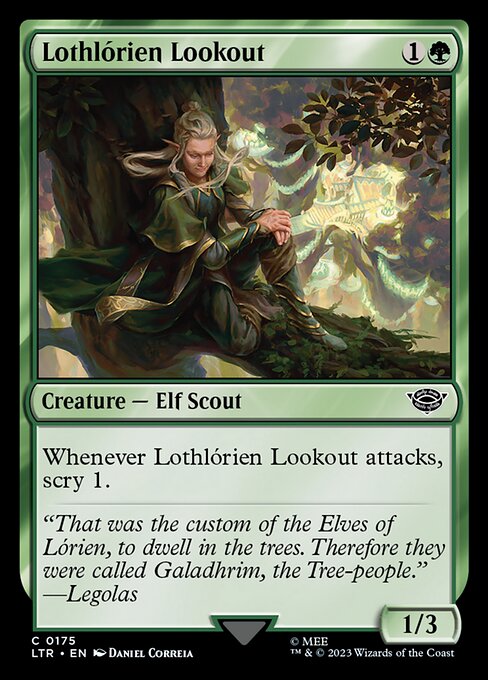 Lothlórien Lookout 1
Creature — Elf Scout
Whenever Lothlórien Lookout attacks,
scry 1.
“That was the custom of the Elves of
Lórien, to dwell in the trees. Therefore they
were called Galadhrim, the Tree-people.”
—Legolas
1/3
C 0175
LTR • EN Daniel Correia
© MEE
™ & © 2023 Wizards of the Coast